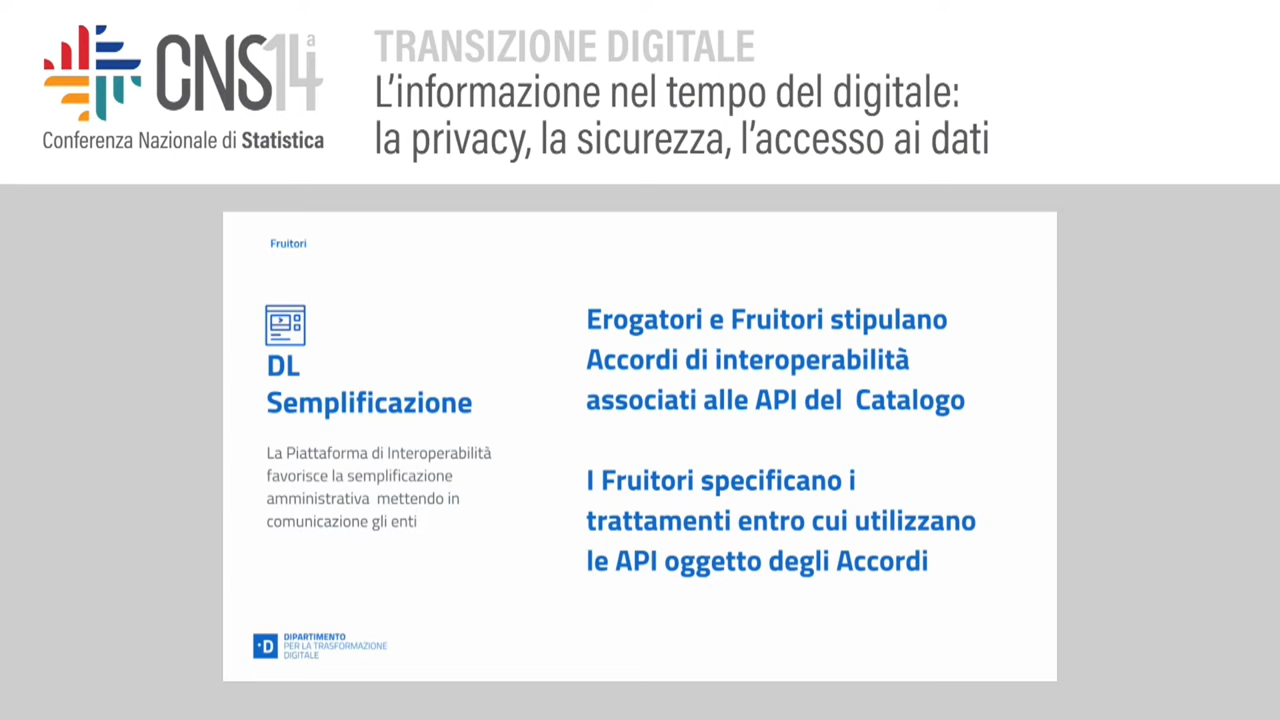 CNS14a
Conferenza Nazionale di Statistica
TRANSIZIONE DIGITALE
L'informazione nel tempo del digitale:
la privacy, la sicurezza, l'accesso ai dati
Fruitori
DL
Semplificazione
La Piattaforma di Interoperabilità
favorisce la semplificazione
amministrativa mettendo in
comunicazione gli enti
Erogatori e Fruitori stipulano
Accordi di interoperabilità
associati alle API del Catalogo
I Fruitori specificano i
trattamenti entro cui utilizzano
le API oggetto degli Accordi
·D
DIPARTIMENTO
PER LA TRASFORMAZIONE
DIGITALE